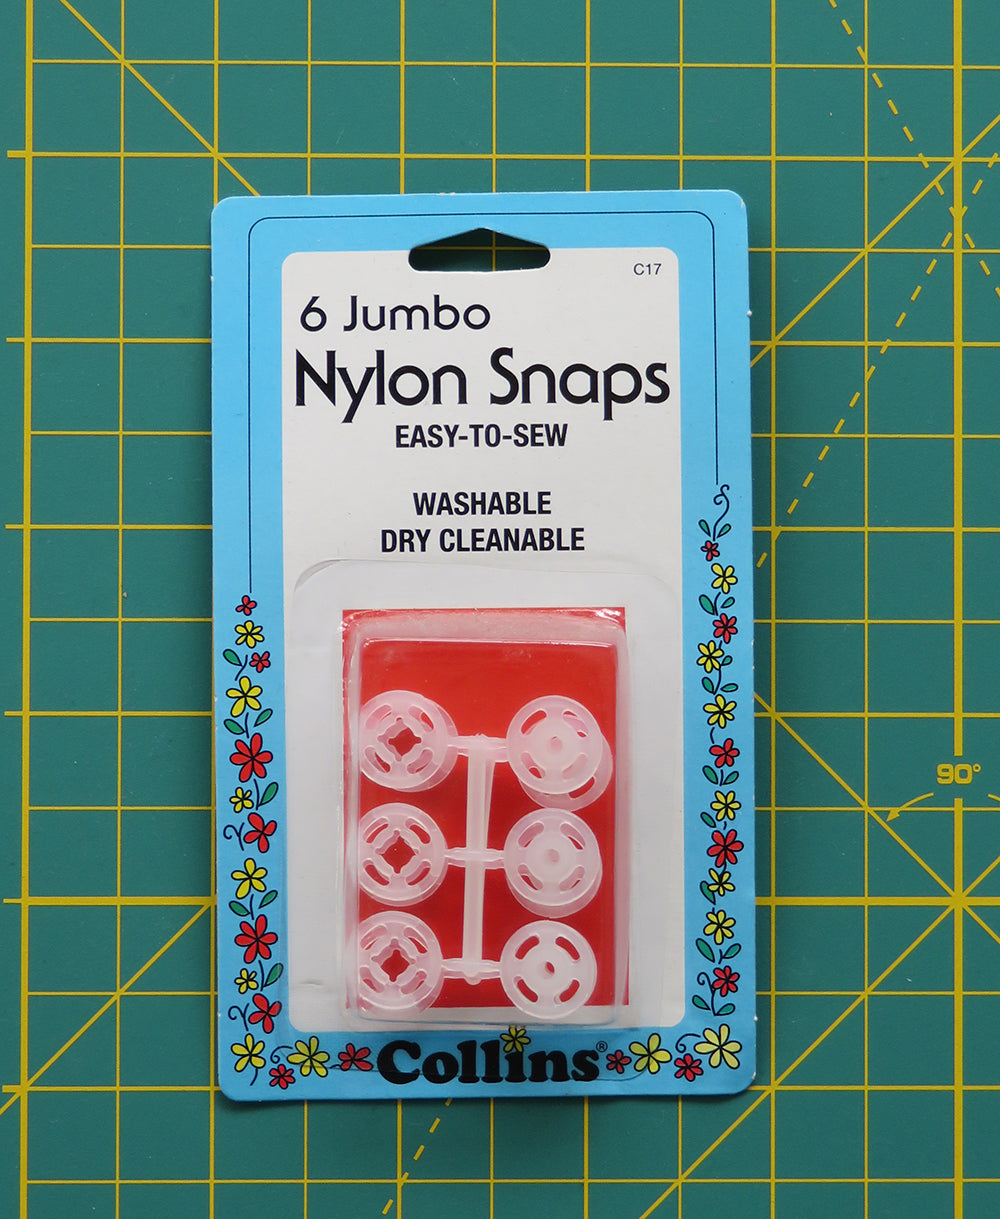 C17
6 Jumbo
Nylon Snaps
EASY-TO-SEW
WASHABLE
DRY CLEANABLE
90°
Collins®